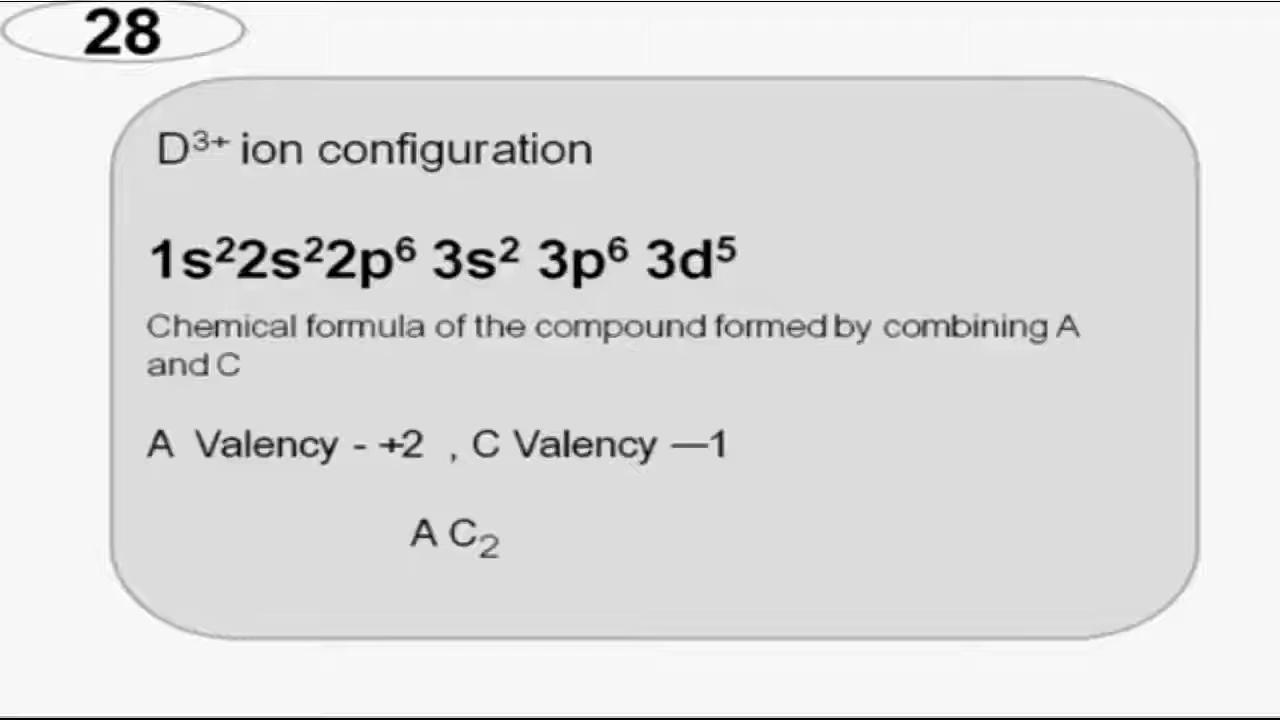 28
D³⁺ ion configuration
1s²2s²2p⁶ 3s² 3p⁶ 3d⁵
Chemical formula of the compound formed by combining A
and C
A Valency - +2 , C Valency —1
A C₂